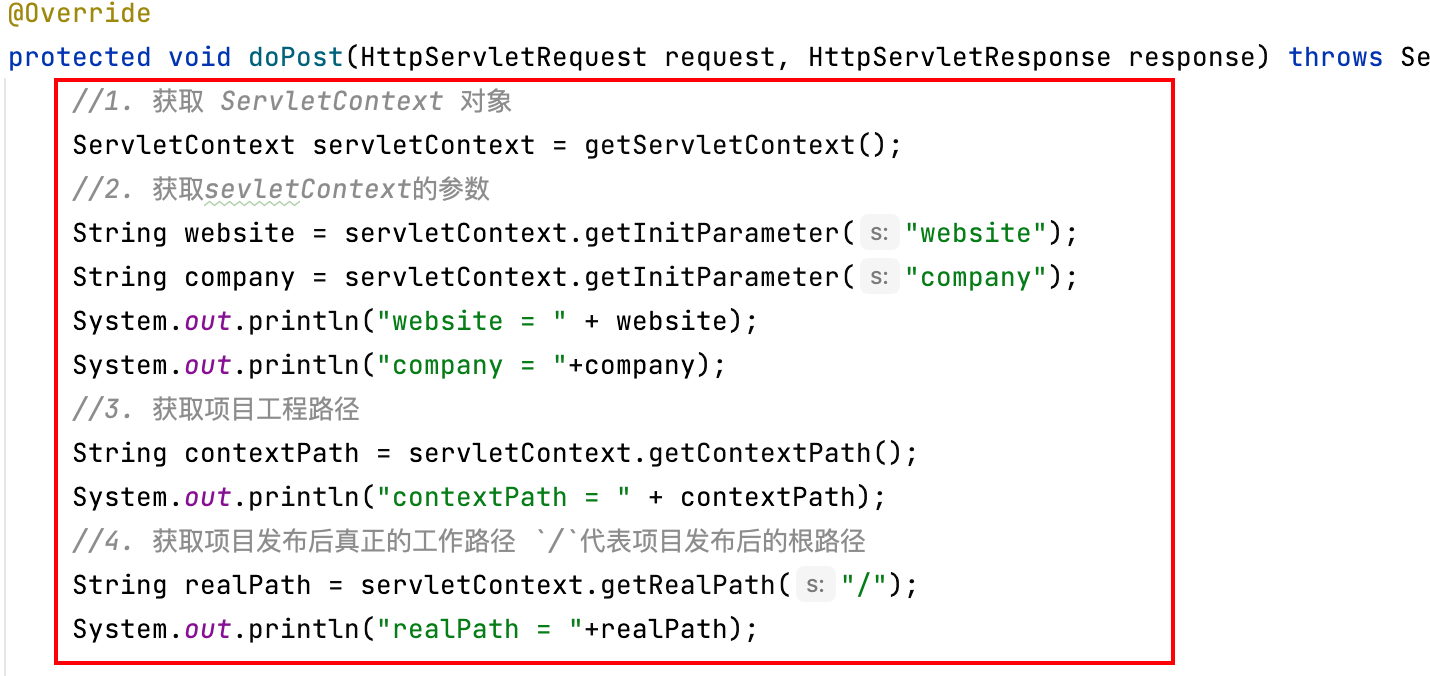 @Override
protected void doPost(HttpServletRequest request, HttpServletResponse response) throws Se
//1. 获取 ServletContext 对象
ServletContext servletContext = getServletContext();
//2. 获取sevletContext的参数
String website = servletContext.getInitParameter( s: "website");
String company = servletContext.getInitParameter( s: "company");
System.out.println("website = " + website);
System.out.println("company = "+company);
//3. 获取项目工程路径
String contextPath = servletContext.getContextPath();
System.out.println("contextPath = " + contextPath);
//4. 获取项目发布后真正的工作路径 `/`代表项目发布后的根路径
String realPath = servletContext.getRealPath( s: "/");
System.out.println("realPath = "+realPath);